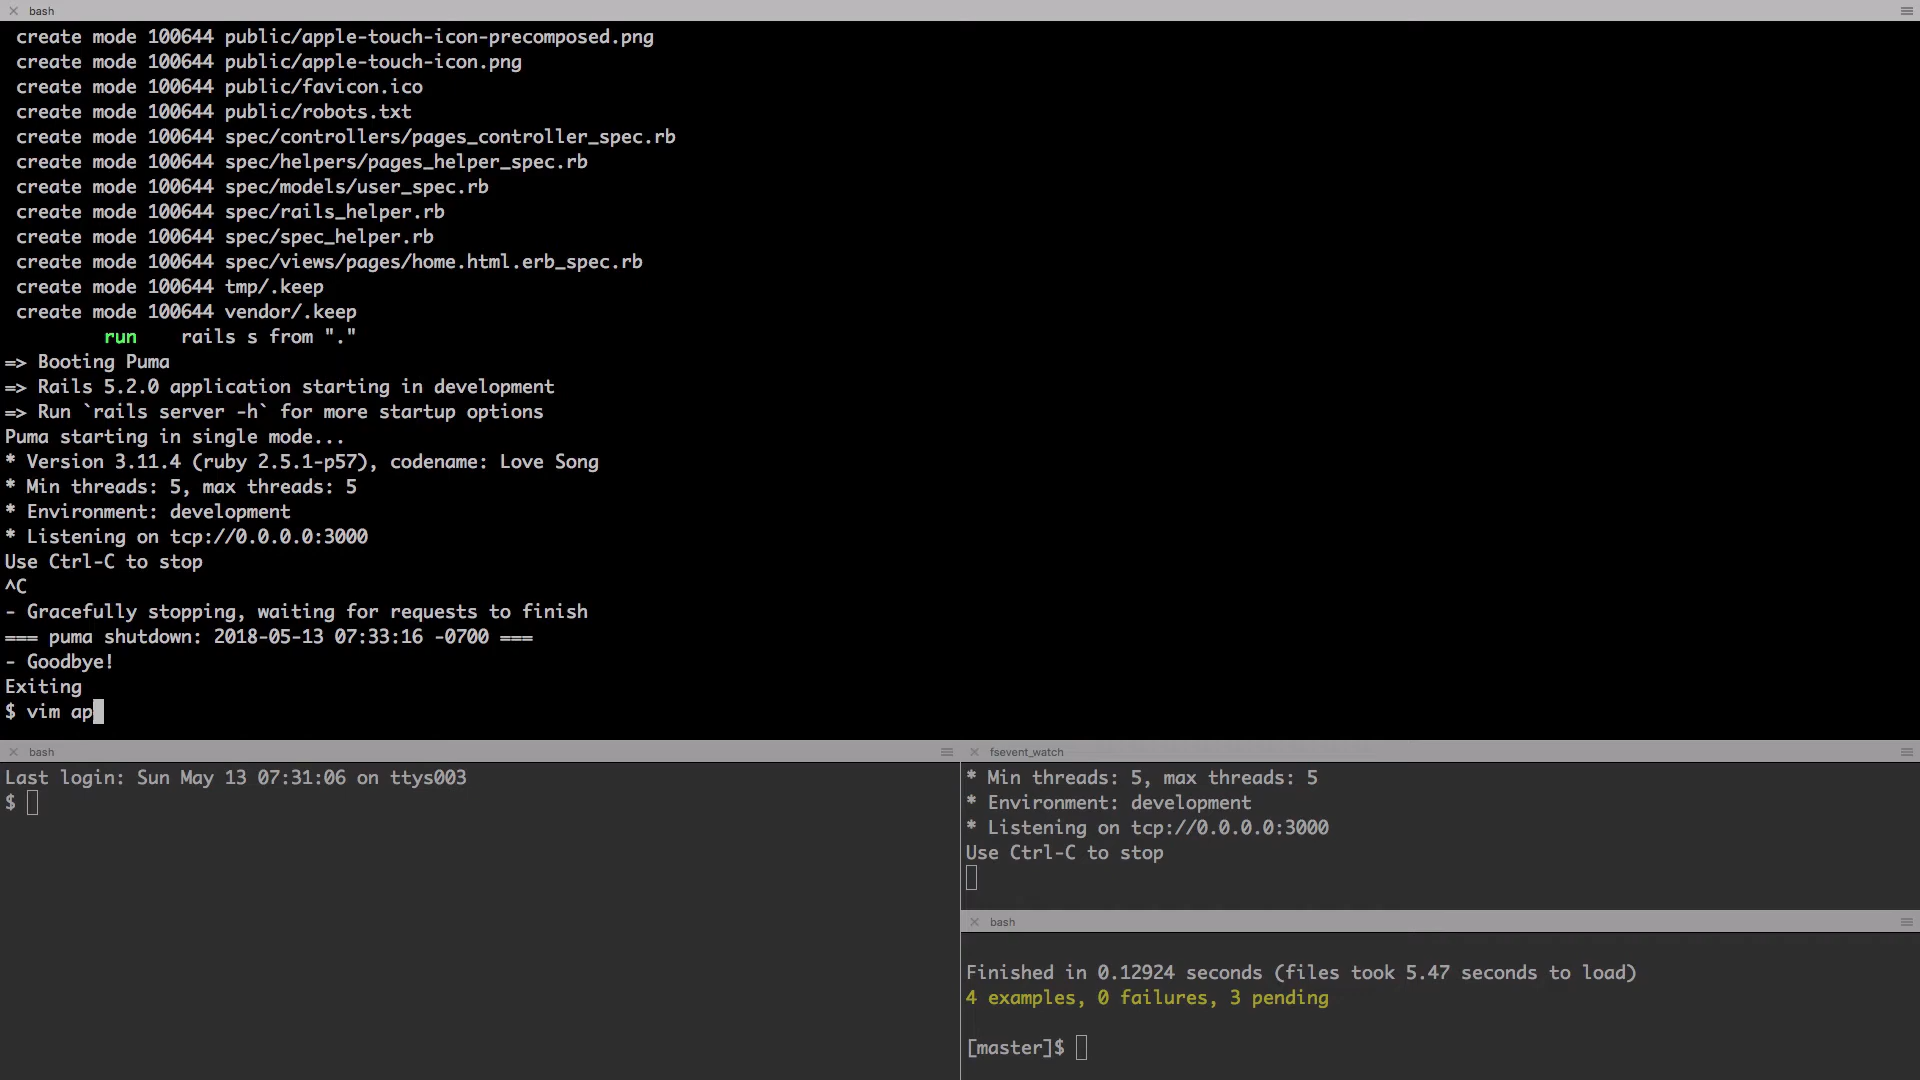 bash
create mode 100644 public/apple-touch-icon-precomposed.png
create mode 100644 public/apple-touch-icon.png
create mode 100644 public/favicon.ico
create mode 100644 public/robots.txt
create mode 100644 spec/controllers/pages_controller_spec.rb
create mode 100644 spec/helpers/pages_helper_spec.rb
create mode 100644 spec/models/user_spec.rb
create mode 100644 spec/rails_helper.rb
create mode 100644 spec/spec_helper.rb
create mode 100644 spec/views/pages/home.html.erb_spec.rb
create mode 100644 tmp/.keep
create mode 100644 vendor/.keep
run rails s from "."
=> Booting Puma
=> Rails 5.2.0 application starting in development
=> Run `rails server -h` for more startup options
Puma starting in single mode...
* Version 3.11.4 (ruby 2.5.1-p57), codename: Love Song
* Min threads: 5, max threads: 5
* Environment: development
* Listening on tcp://0.0.0.0:3000
Use Ctrl-C to stop
^C
- Gracefully stopping, waiting for requests to finish
=== puma shutdown: 2018-05-13 07:33:16 -0700 ===
- Goodbye!
Exiting
$ vim ap
bash
Last login: Sun May 13 07:31:06 on ttys003
$
fsevent_watch
* Min threads: 5, max threads: 5
* Environment: development
* Listening on tcp://0.0.0.0:3000
Use Ctrl-C to stop
bash
Finished in 0.12924 seconds (files took 5.47 seconds to load)
4 examples, 0 failures, 3 pending
[master]$